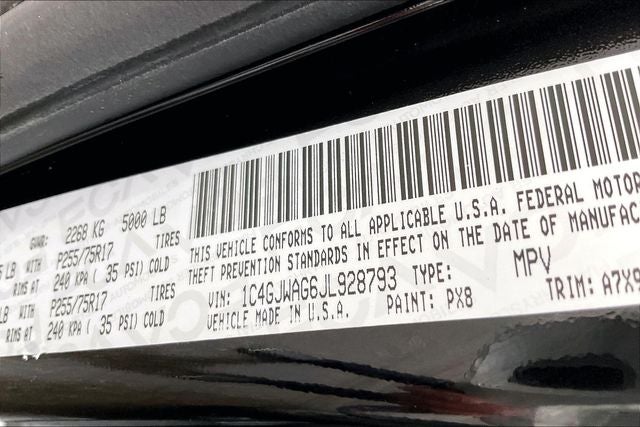 GVWR: 2268 KG 5000 LB
LB WITH P255/75R17 TIRES
RIMS AT 240 KPA ( 35 PSI) COLD
LB WITH P255/75R17 TIRES
RIMS AT 240 KPA ( 35 PSI) COLD
THIS VEHICLE CONFORMS TO ALL APPLICABLE U.S.A. FEDERAL MOTOR
THEFT PREVENTION STANDARDS IN EFFECT ON THE DATE OF MANUFAC
VIN: 1C4GJWAG6JL928793 TYPE: MPV
VEHICLE MADE IN U.S.A. PAINT: PX8 TRIM: A7X9